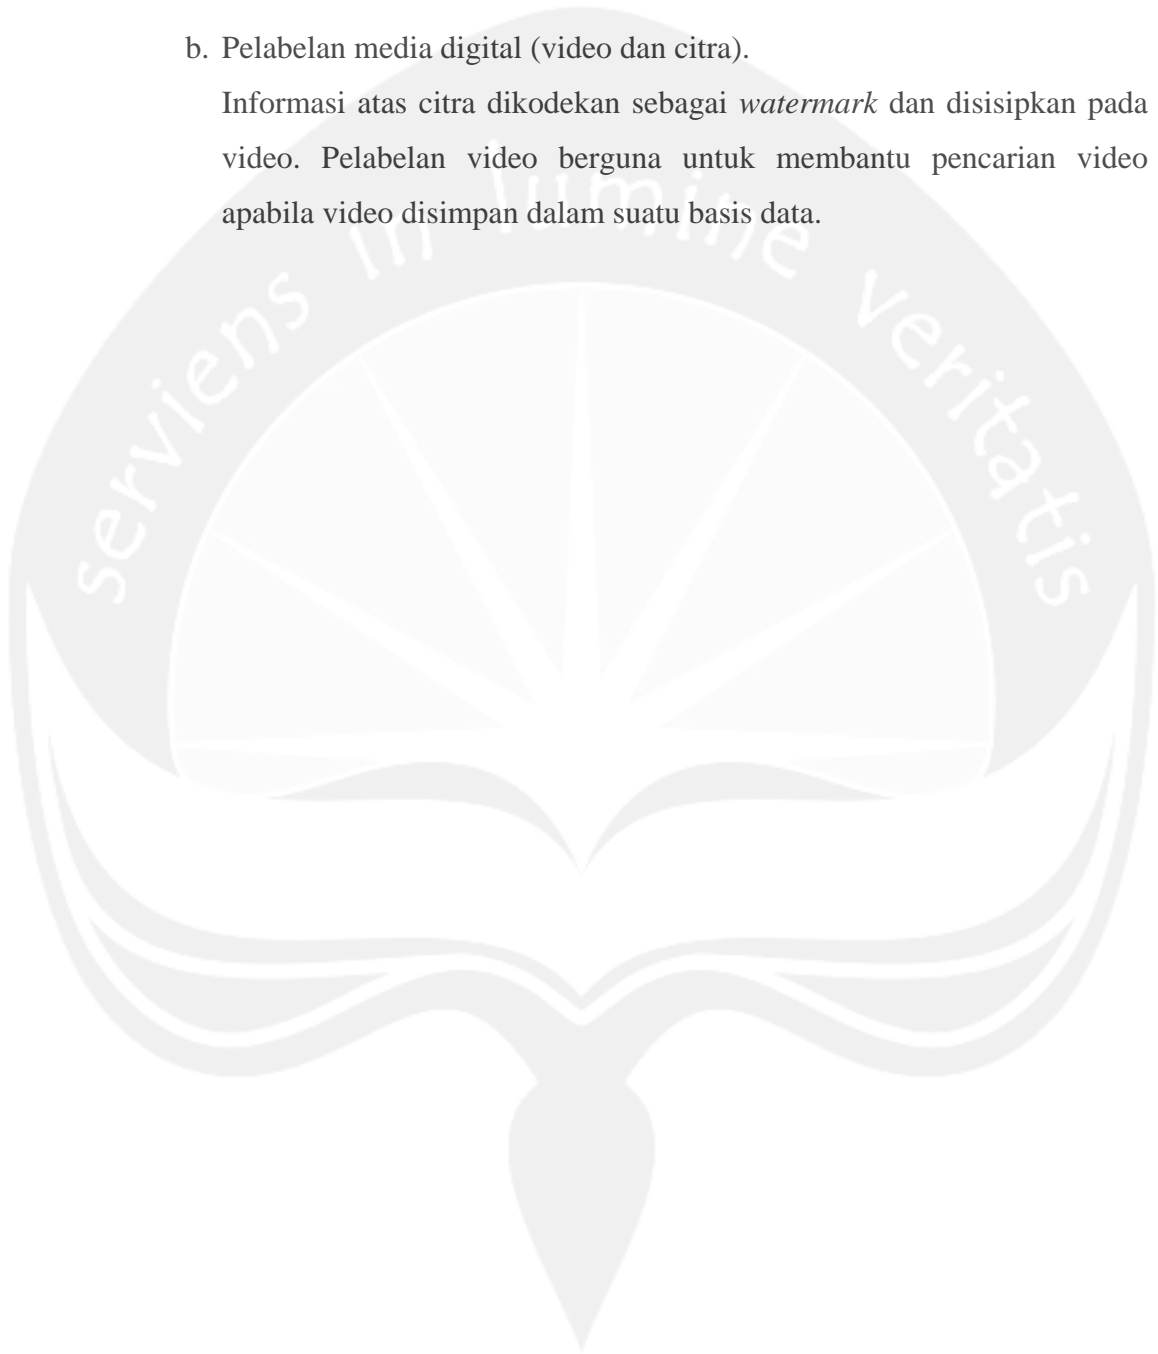 b. Pelabelan media digital (video dan citra).
Informasi atas citra dikodekan sebagai watermark dan disisipkan pada
video. Pelabelan video berguna untuk membantu pencarian video
apabila video disimpan dalam suatu basis data.
serviens in lumine veritatis